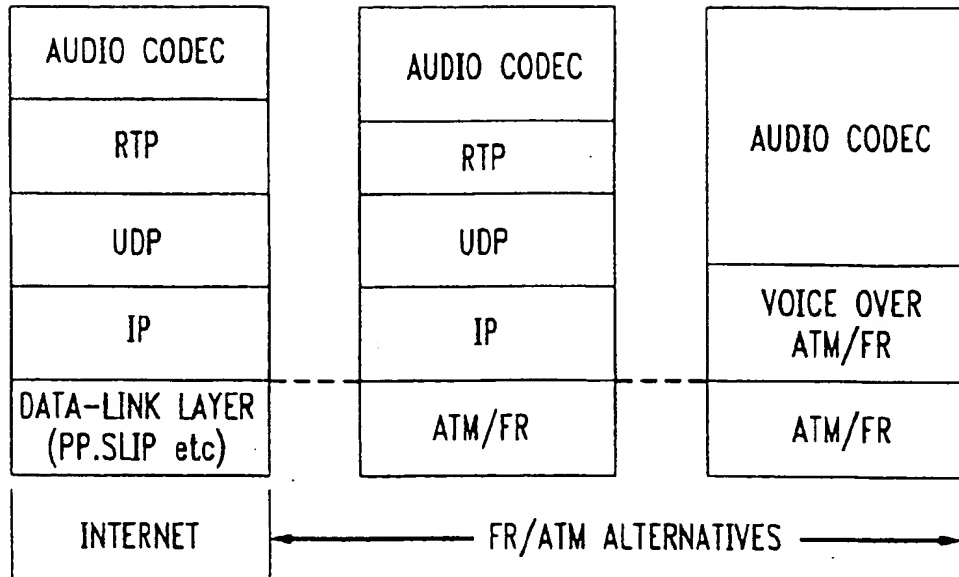 AUDIO CODEC
RTP
UDP
IP
DATA-LINK LAYER
(PP.SLIP etc)
INTERNET
AUDIO CODEC
RTP
UDP
IP
ATM/FR
AUDIO CODEC
VOICE OVER
ATM/FR
ATM/FR
FR/ATM ALTERNATIVES